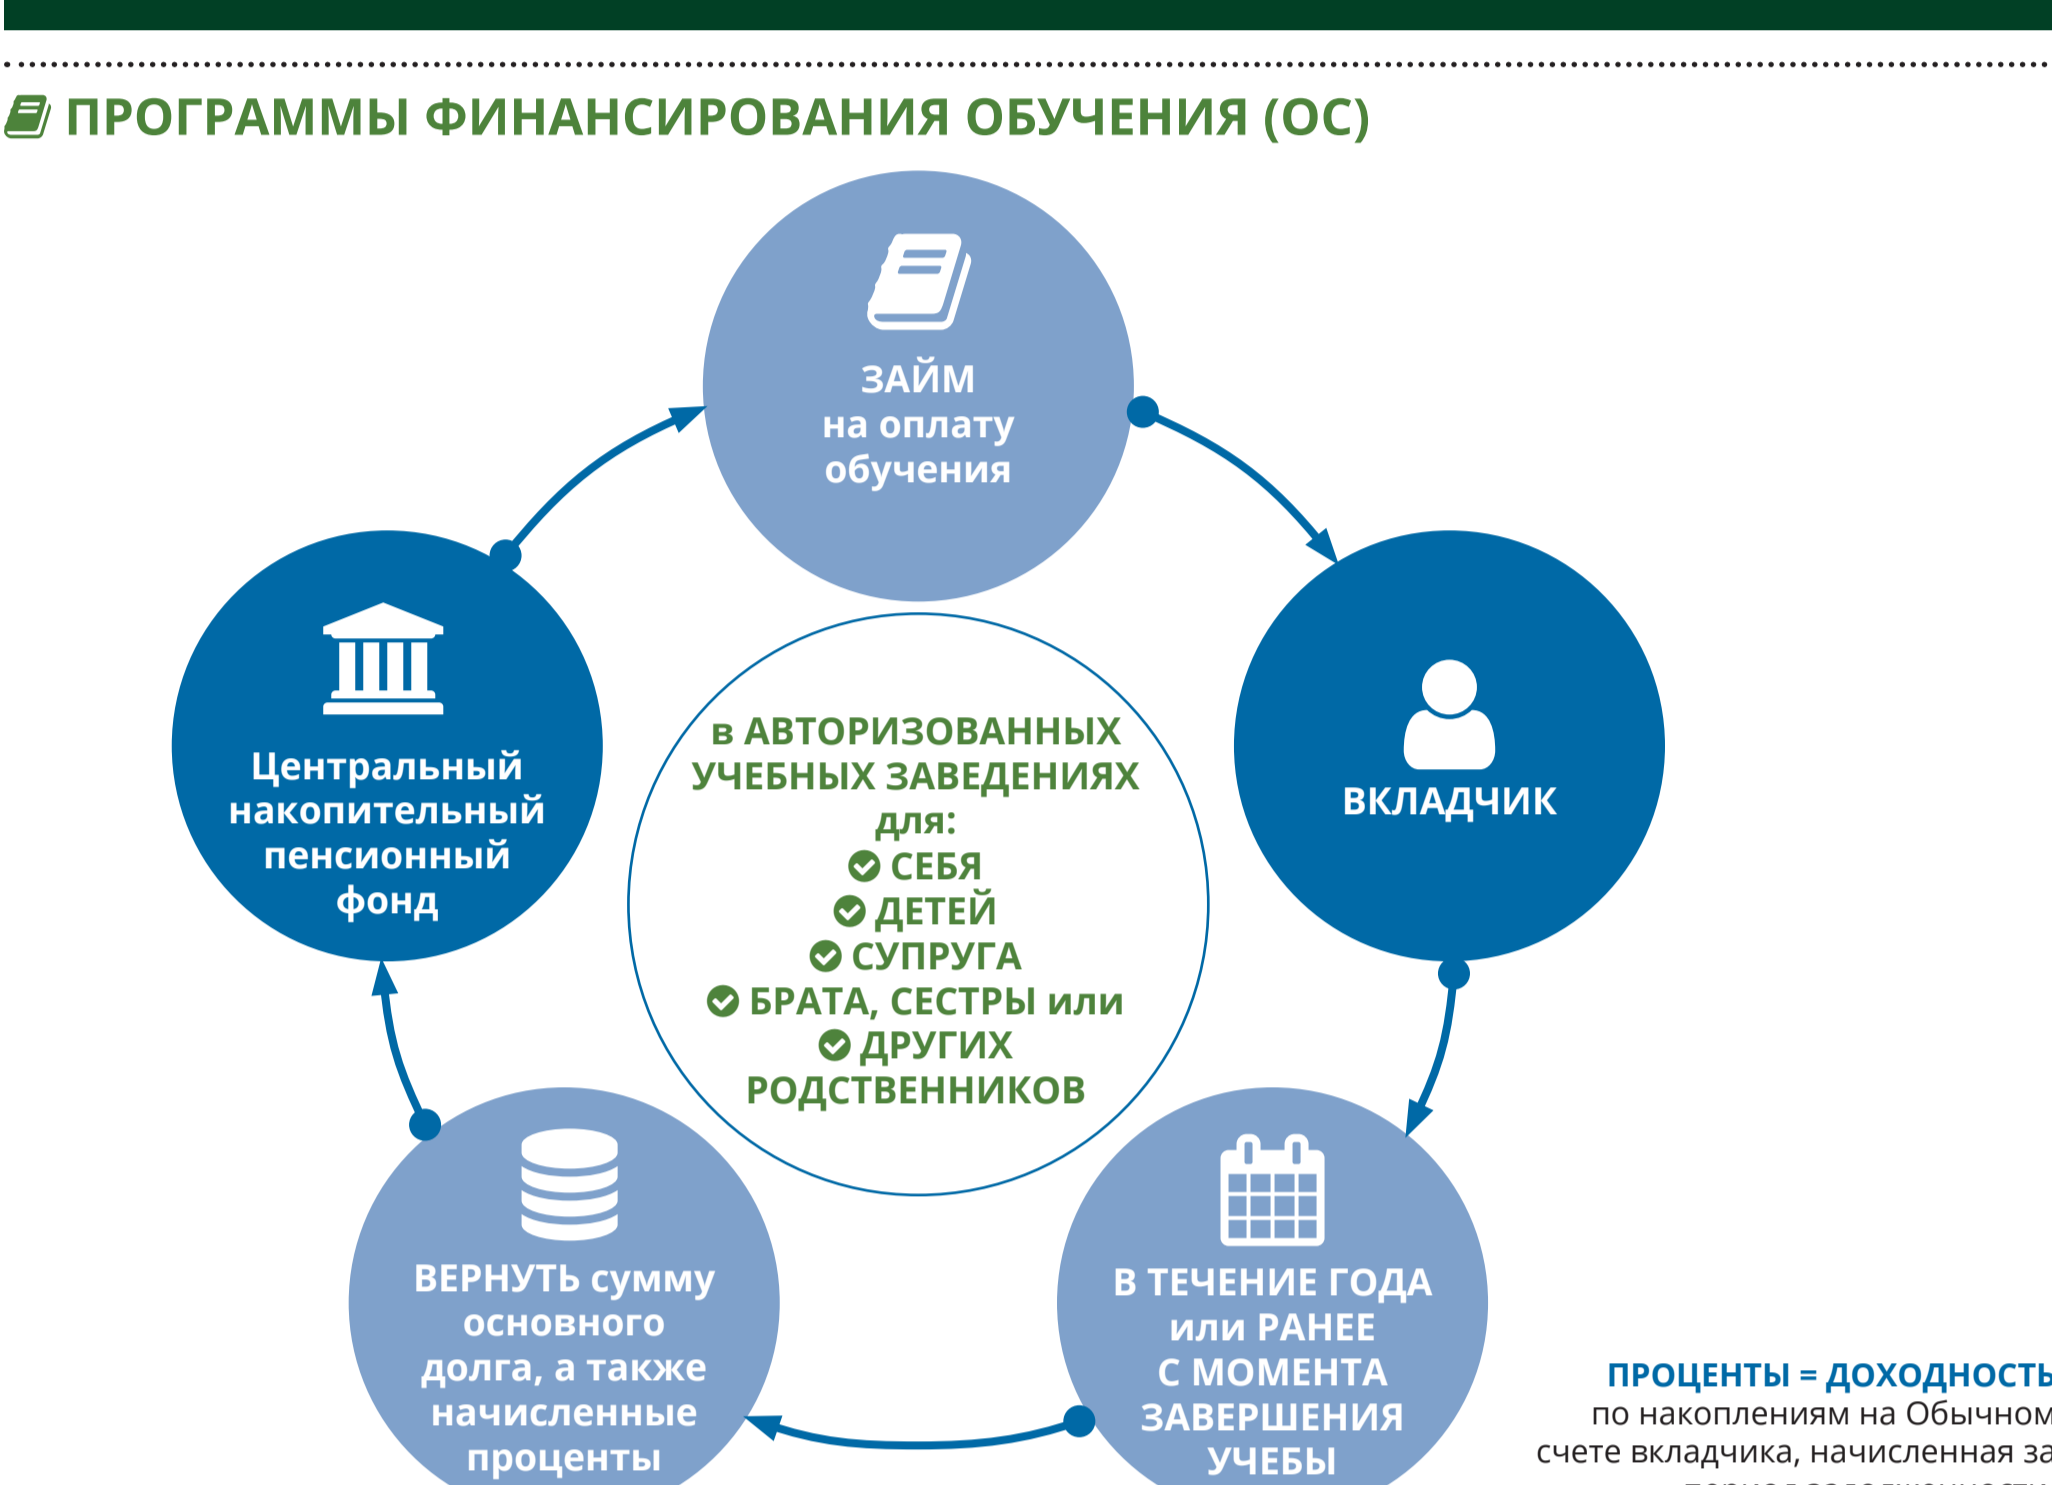 ПРОГРАММЫ ФИНАНСИРОВАНИЯ ОБУЧЕНИЯ (ОС)
ЗАЙМ
на оплату
обучения
ВКЛАДЧИК
Центральный
накопительный
пенсионный
фонд
в АВТОРИЗОВАННЫХ
УЧЕБНЫХ ЗАВЕДЕНИЯХ
для:
СЕБЯ
ДЕТЕЙ
СУПРУГА
БРАТА, СЕСТРЫ или
ДРУГИХ
РОДСТВЕННИКОВ
В ТЕЧЕНИЕ ГОДА
или РАНЕЕ
С МОМЕНТА
ЗАВЕРШЕНИЯ
УЧЕБЫ
ВЕРНУТЬ сумму
основного
долга, а также
начисленные
проценты
ПРОЦЕНТЫ = ДОХОДНОСТЬ
по накоплениям на Обычном
счете вкладчика, начисленная за